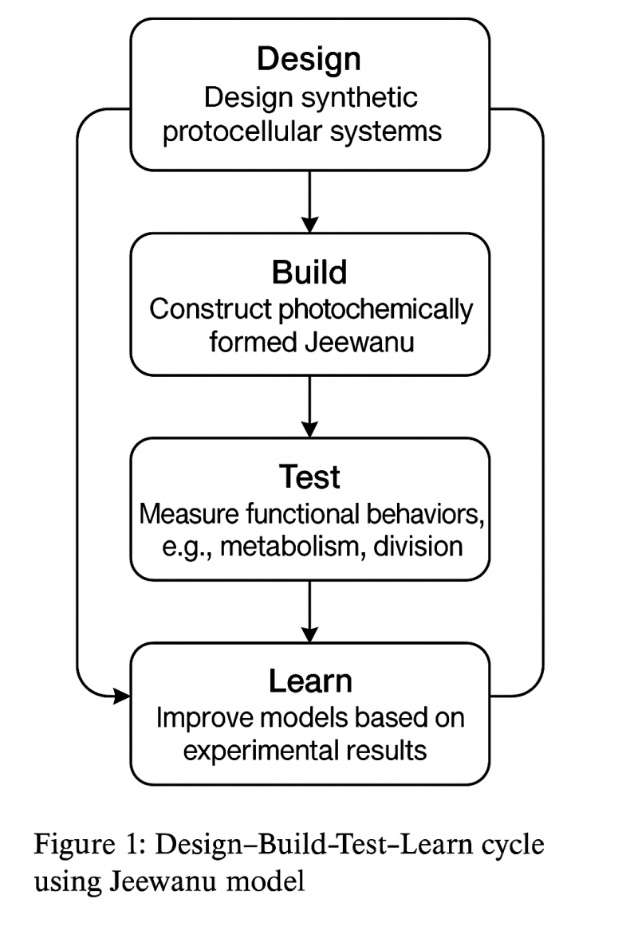 Design
Design synthetic
protocellular systems
Build
Construct photochemically
formed Jeewanu
Test
Measure functional behaviors,
e.g., metabolism, division
Learn
Improve models based on
experimental results
Figure 1: Design–Build-Test–Learn cycle
using Jeewanu model